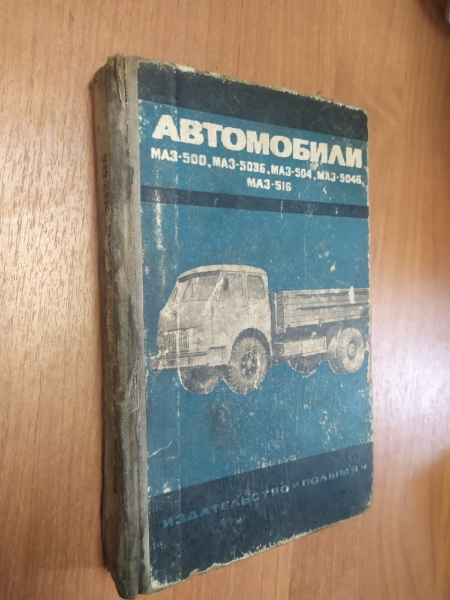 АВТОМОБИЛИ
МАЗ-500, МАЗ-503Б, МАЗ-504, МАЗ-504Б,
МАЗ-516
ИЗДАТЕЛЬСТВО «ПОЛЫМЯ»